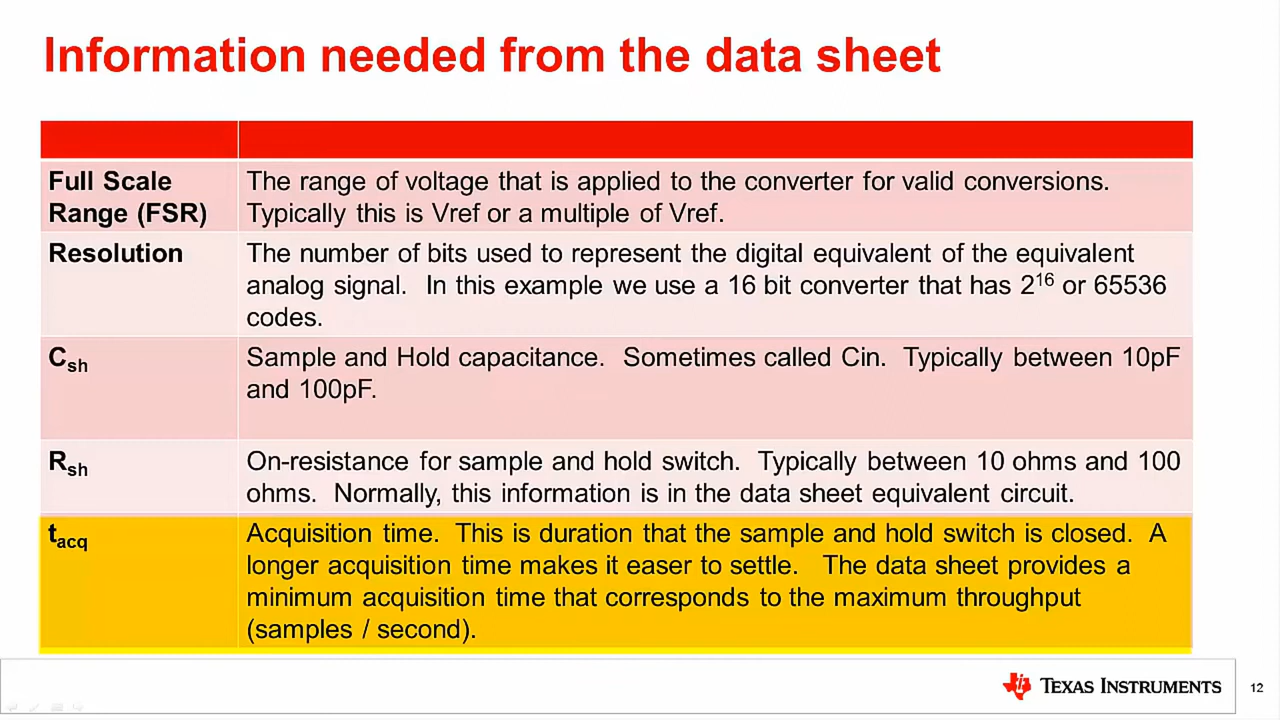 Information needed from the data sheet
Full Scale
Range (FSR)
The range of voltage that is applied to the converter for valid conversions.
Typically this is Vref or a multiple of Vref.
Resolution
The number of bits used to represent the digital equivalent of the equivalent
analog signal. In this example we use a 16 bit converter that has 2¹⁶ or 65536
codes.
Csh
Sample and Hold capacitance. Sometimes called Cin. Typically between 10pF
and 100pF.
Rsh
On-resistance for sample and hold switch. Typically between 10 ohms and 100
ohms. Normally, this information is in the data sheet equivalent circuit.
tacq
Acquisition time. This is duration that the sample and hold switch is closed. A
longer acquisition time makes it easer to settle. The data sheet provides a
minimum acquisition time that corresponds to the maximum throughput
(samples / second).
TEXAS INSTRUMENTS
12